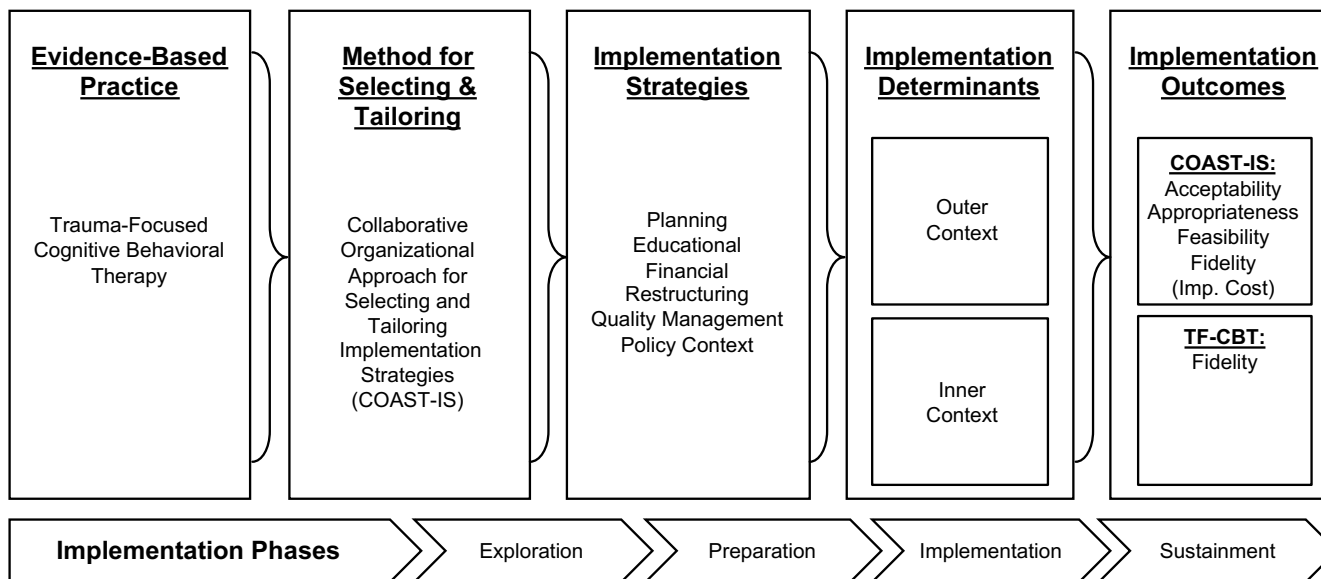 Evidence-Based
Practice
Trauma-Focused
Cognitive Behavioral
Therapy
Method for
Selecting &
Tailoring
Collaborative
Organizational
Approach for
Selecting and
Tailoring
Implementation
Strategies
(COAST-IS)
Implementation
Strategies
Planning
Educational
Financial
Restructuring
Quality Management
Policy Context
Implementation
Determinants
Outer
Context
Inner
Context
Implementation
Outcomes
COAST-IS:
Acceptability
Appropriateness
Feasibility
Fidelity
(Imp. Cost)
TF-CBT:
Fidelity
Implementation Phases
Exploration
Preparation
Implementation
Sustainment